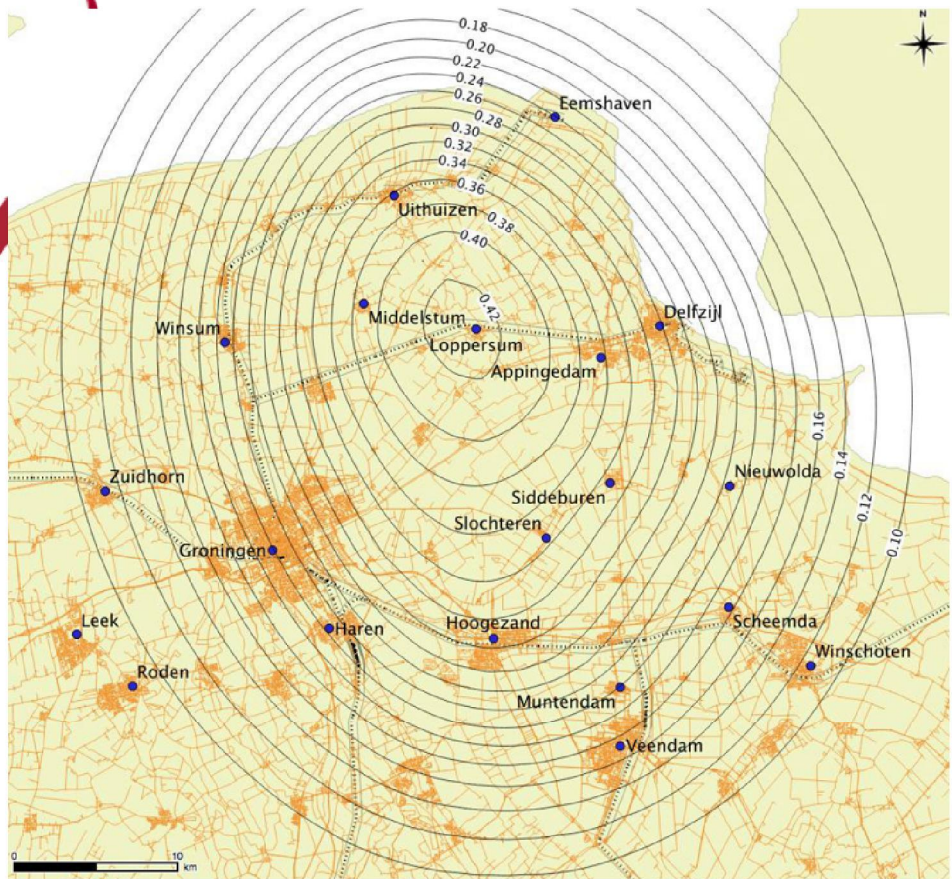 N
0.18
0.20
0.22
0.24
0.26
0.28
0.30
0.32
0.34
0.36
0.38
0.40
0.42
Eemshaven
Uithuizen
Middelstum
Loppersum
Winsum
Delfzijl
Appingedam
0.16
0.14
0.12
0.10
Zuidhorn
Nieuwolda
Siddeburen
Slochteren
Groningen
Leek
Haren
Hoogezand
Scheemda
Winschoten
Roden
Muntendam
Veendam
0 10
km